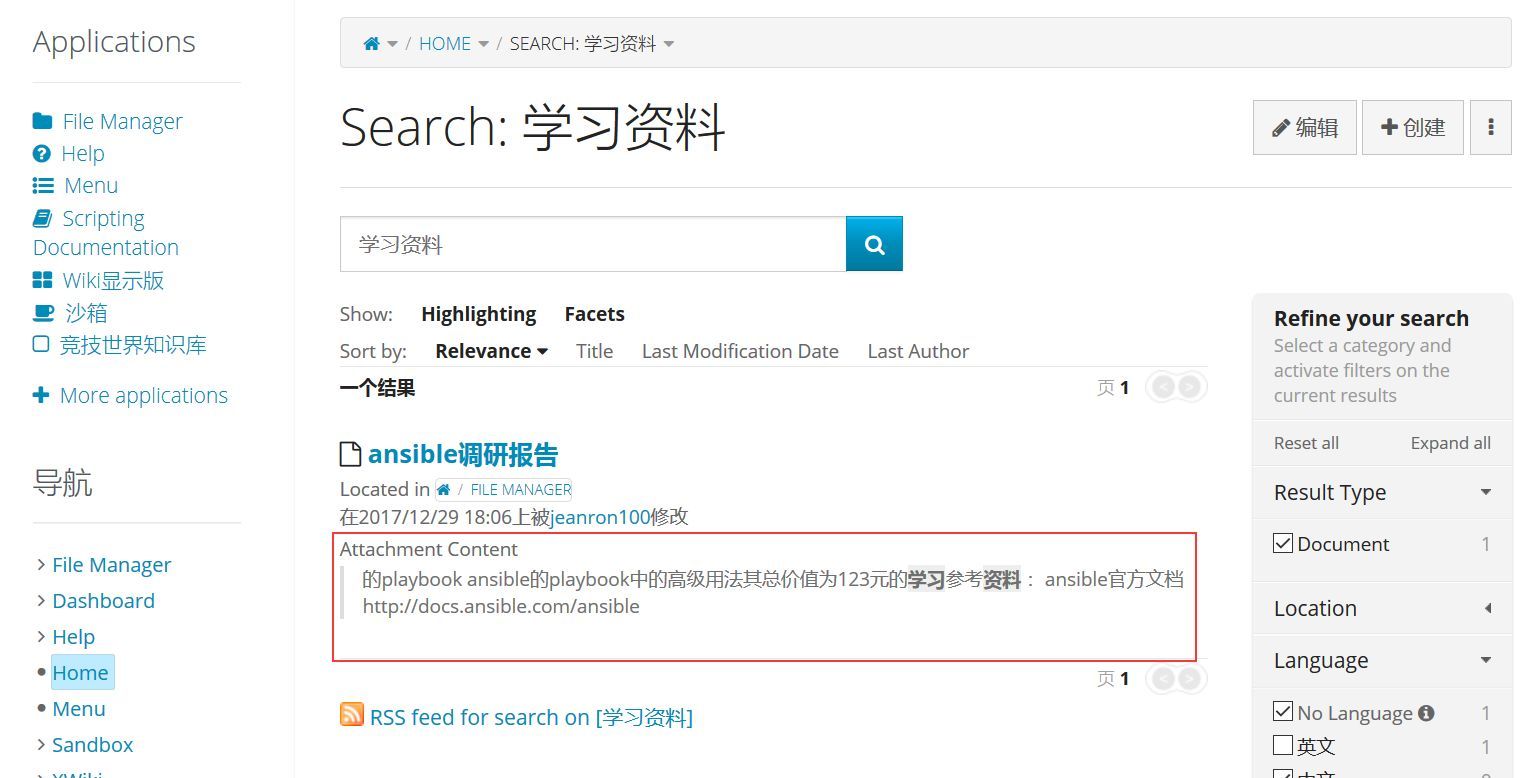 Applications
File Manager
Help
Menu
Scripting
Documentation
Wiki显示版
沙箱
竞技世界知识库
More applications
导航
File Manager
Dashboard
Help
Home
Menu
Sandbox
XWiki
/ HOME / SEARCH: 学习资料
Search: 学习资料
编辑
创建
学习资料
Show: Highlighting Facets
Sort by: Relevance Title Last Modification Date Last Author
一个结果
页 1
ansible调研报告
Located in / FILE MANAGER
在2017/12/29 18:06上被jeanron100修改
Attachment Content
的playbook ansible的playbook中的高级用法其总价值为123元的学习参考资料： ansible官方文档
http://docs.ansible.com/ansible
页 1
RSS feed for search on [学习资料]
Refine your search
Select a category and
activate filters on the
current results
Reset all Expand all
Result Type
Document 1
Location
Language
No Language 1
英文 1
中文